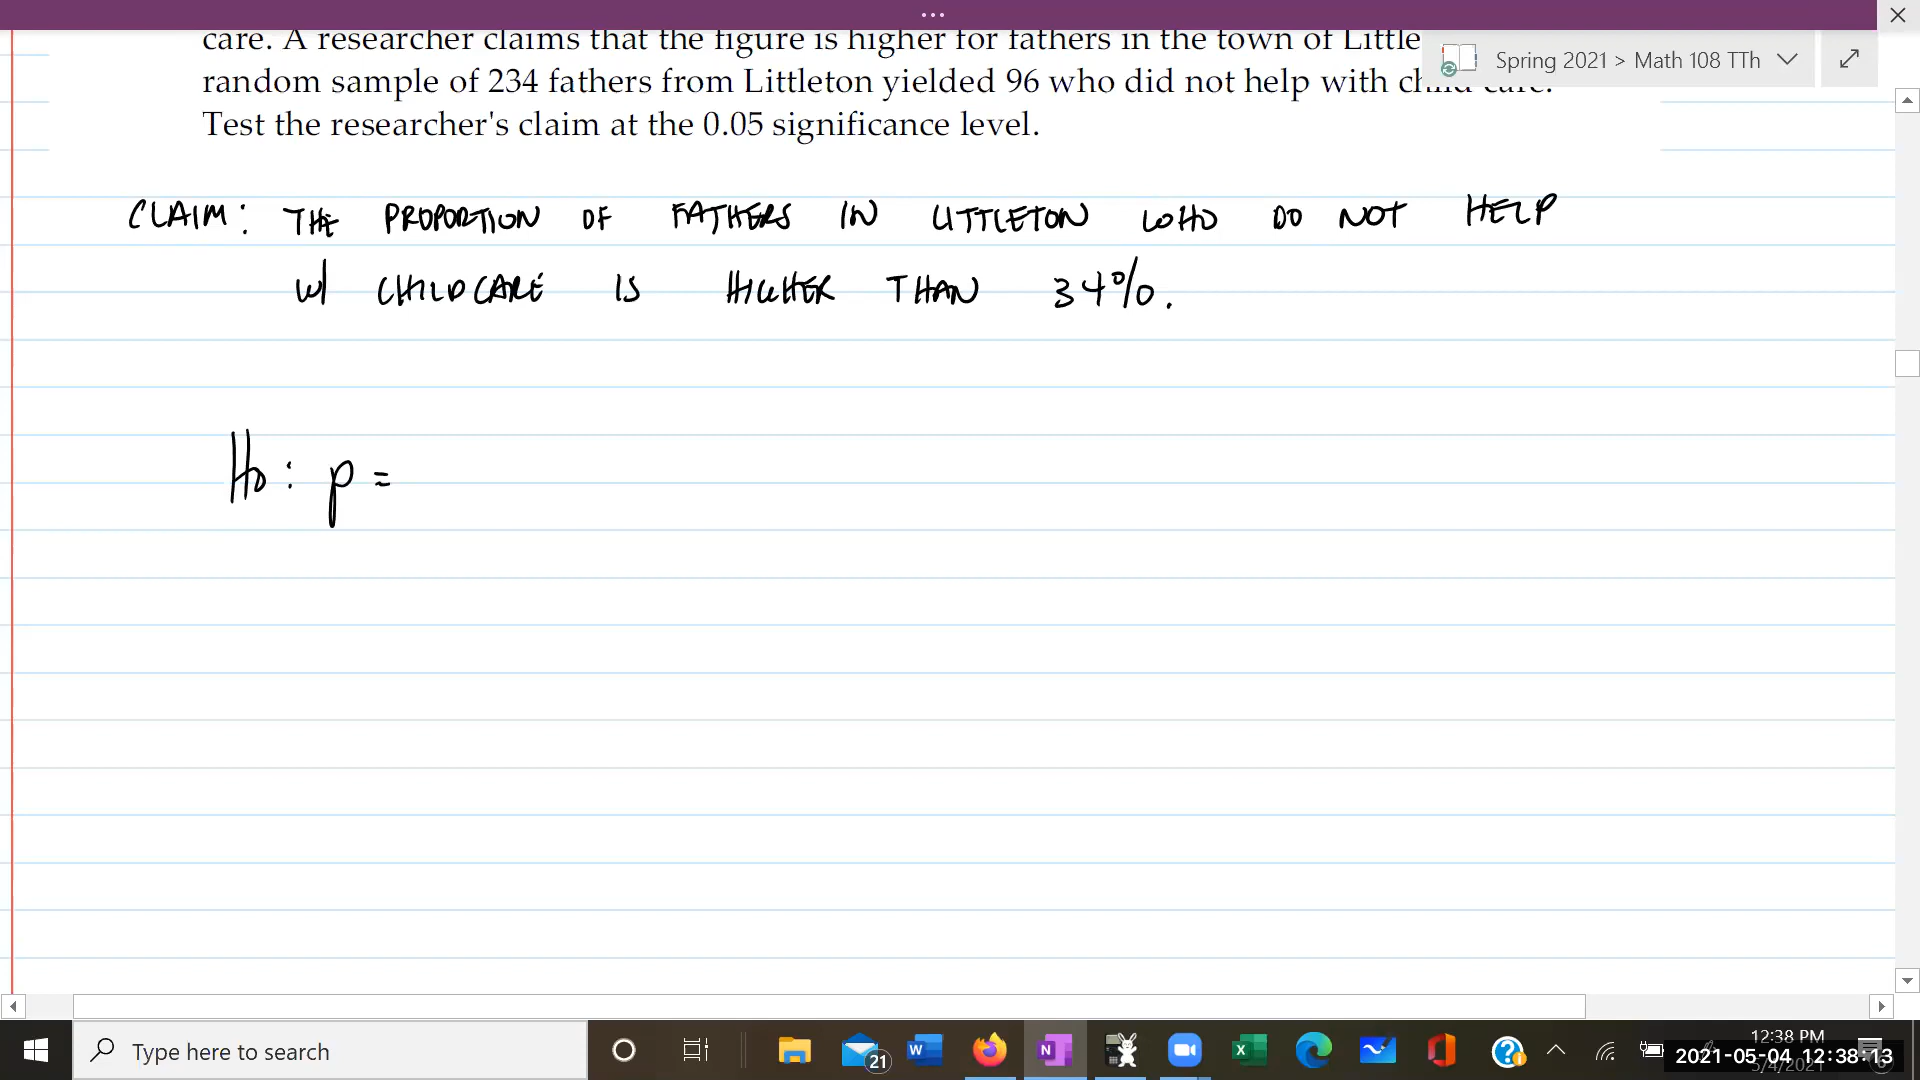 care. A researcher claims that the figure is higher for fathers in the town of Little
Spring 2021 > Math 108 TTh
random sample of 234 fathers from Littleton yielded 96 who did not help with child care.
Test the researcher's claim at the 0.05 significance level.
CLAIM: THE PROPORTION OF FATHERS IN LITTLETON WHO DO NOT HELP
W/ CHILDCARE IS HIGHER THAN 34%.
Ho: p =
Type here to search
21
12:38 PM
2021-05-04 12:38:13